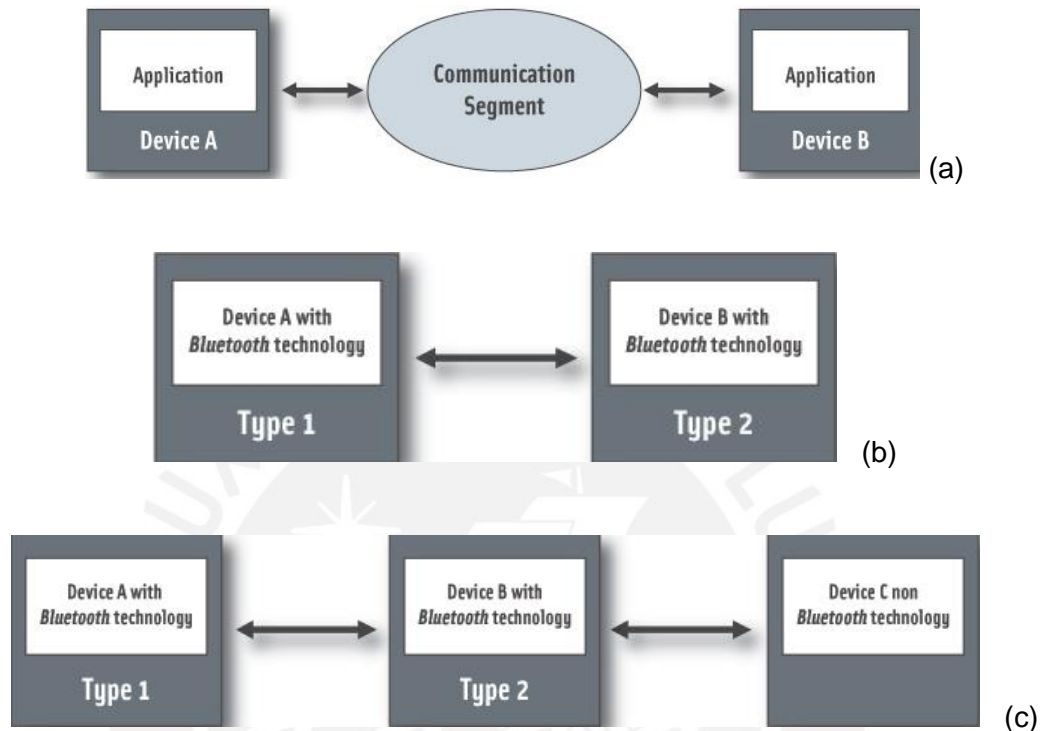 Application
Device A
Communication
Segment
Application
Device B
(a)
Device A with
Bluetooth technology
Type 1
Device B with
Bluetooth technology
Type 2
(b)
Device A with
Bluetooth technology
Type 1
Device B with
Bluetooth technology
Type 2
Device C non
Bluetooth technology
(c)